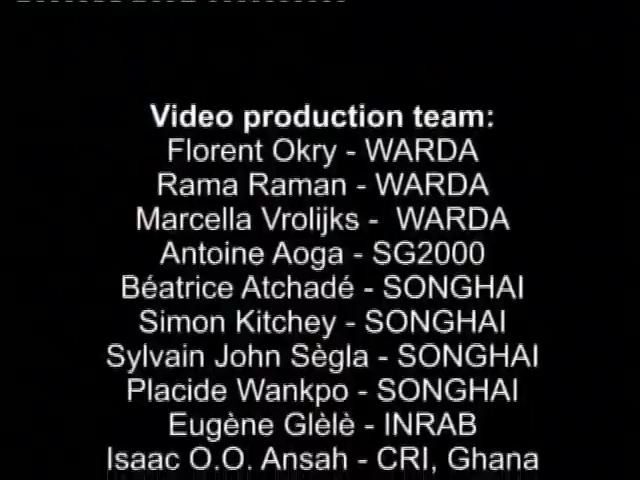 Video production team:
Florent Okry - WARDA
Rama Raman - WARDA
Marcella Vrolijks -  WARDA
Antoine Aoga - SG2000
Béatrice Atchadé - SONGHAI
Simon Kitchey - SONGHAI
Sylvain John Sègla - SONGHAI
Placide Wankpo - SONGHAI
Eugène Glèlè - INRAB
Isaac O.O. Ansah - CRI, Ghana